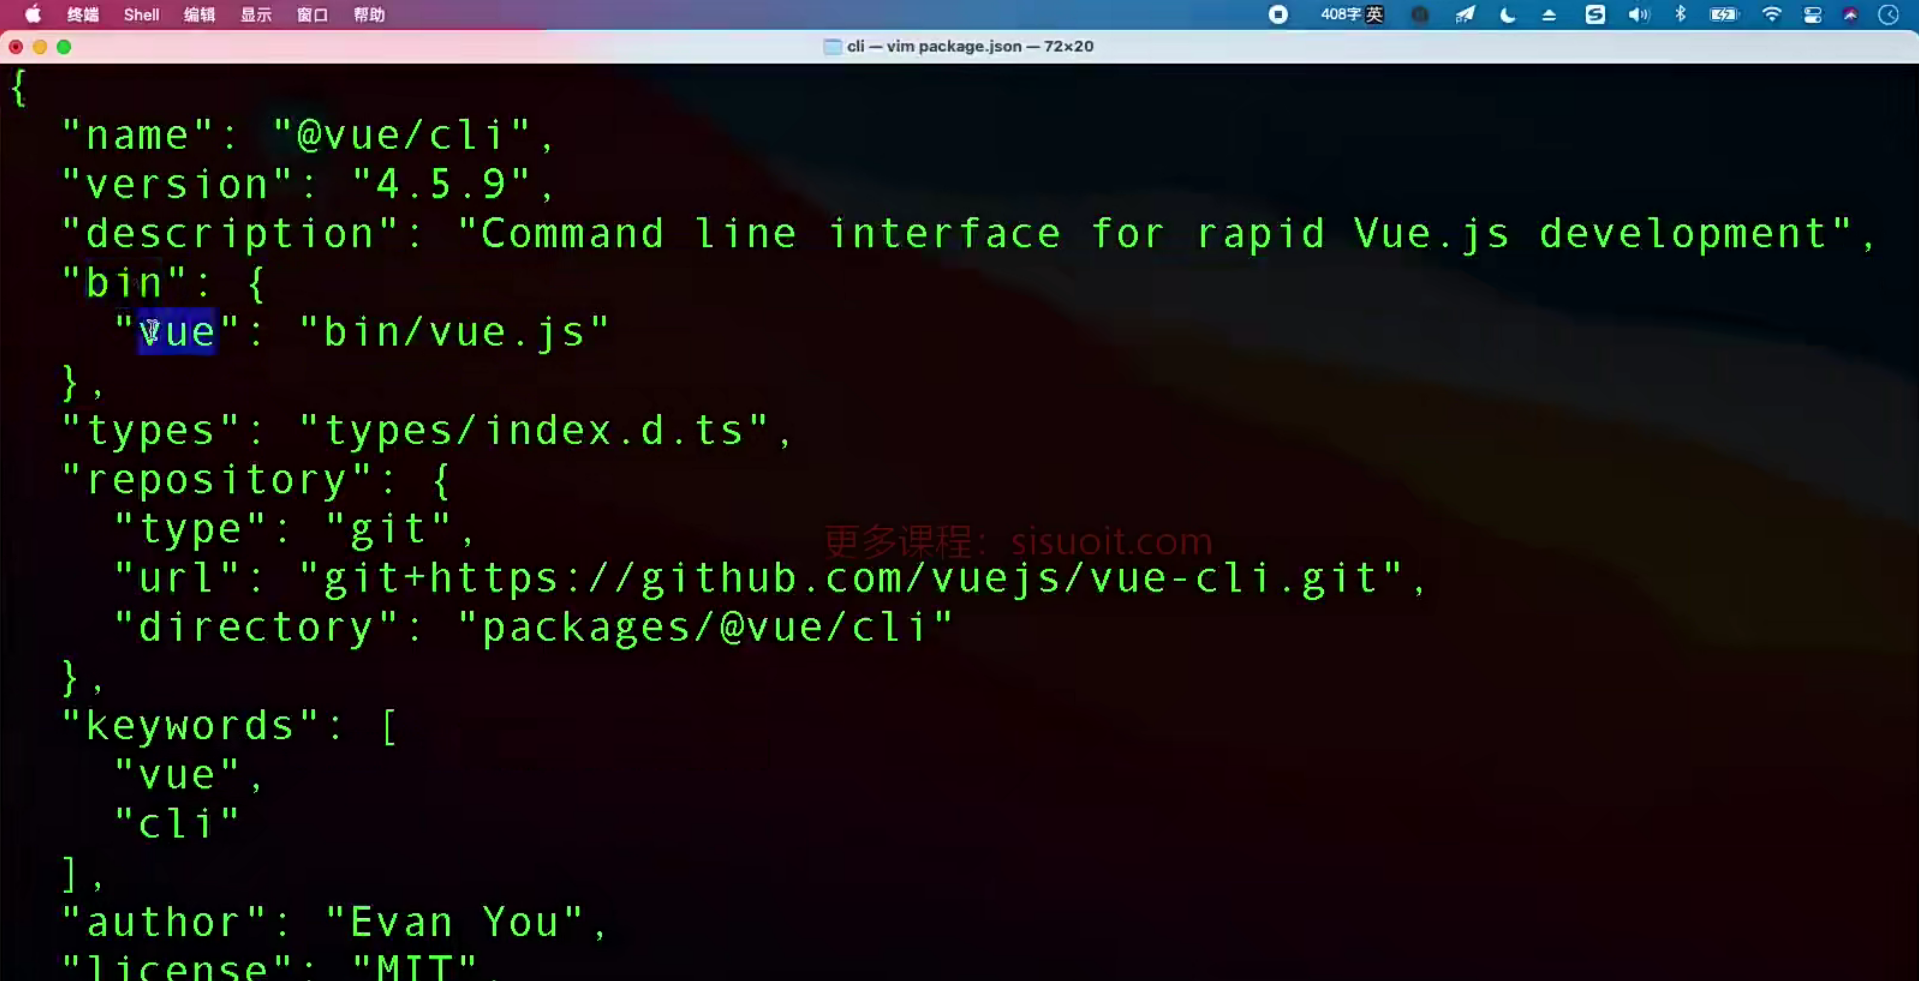 终端 Shell 编辑 显示 窗口 帮助 408字 英
cli — vim package.json — 72×20
{
  "name": "@vue/cli",
  "version": "4.5.9",
  "description": "Command line interface for rapid Vue.js development",
  "bin": {
    "vue": "bin/vue.js"
  },
  "types": "types/index.d.ts",
  "repository": {
    "type": "git",
更多课程：sisuoit.com
    "url": "git+https://github.com/vuejs/vue-cli.git",
    "directory": "packages/@vue/cli"
  },
  "keywords": [
    "vue",
    "cli"
  ],
  "author": "Evan You",
  "license": "MIT",